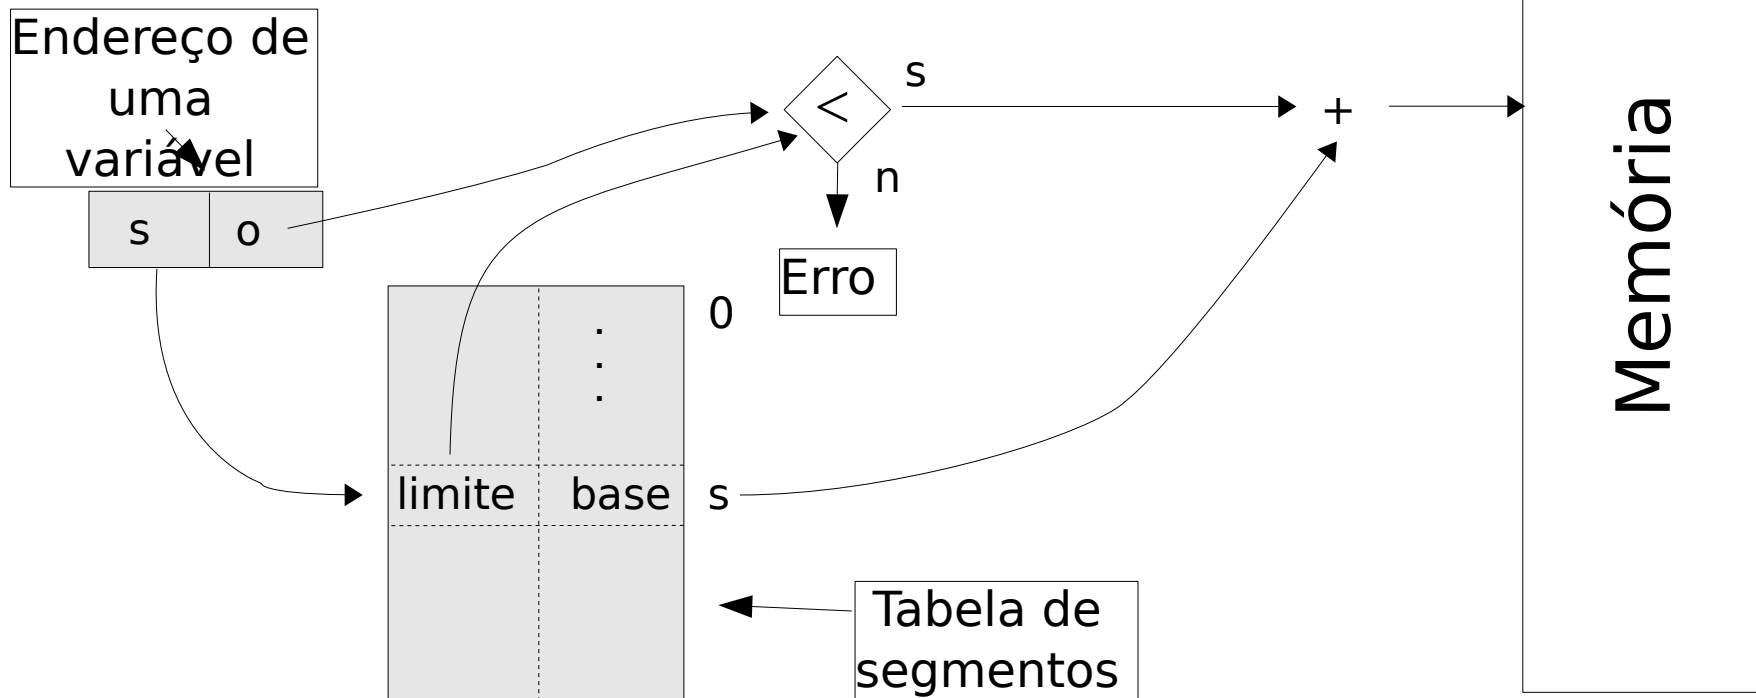 Endereço de
uma
variável
s o
< s
+
n
Erro
0
.
.
.
limite base s
Tabela de
segmentos
Memória